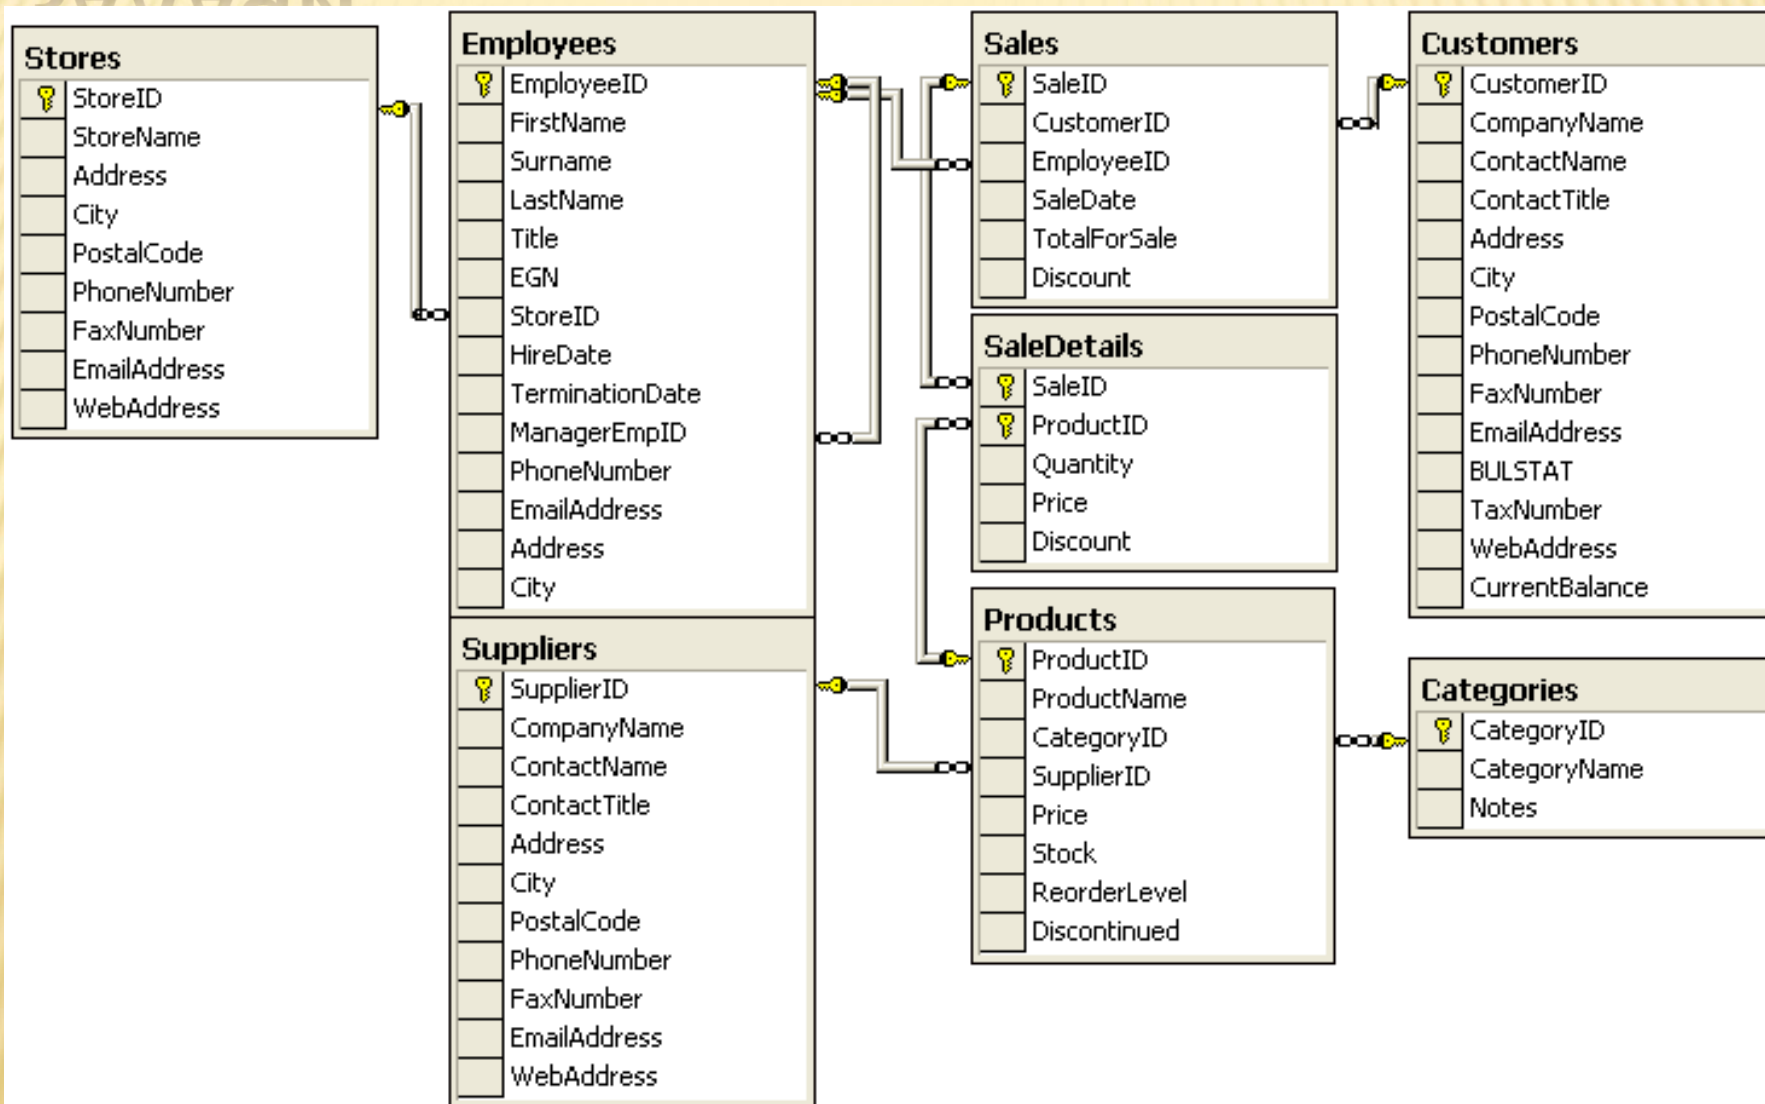 Stores
StoreID
StoreName
Address
City
PostalCode
PhoneNumber
FaxNumber
EmailAddress
WebAddress
Employees
EmployeeID
FirstName
Surname
LastName
Title
EGN
StoreID
HireDate
TerminationDate
ManagerEmpID
PhoneNumber
EmailAddress
Address
City
Suppliers
SupplierID
CompanyName
ContactName
ContactTitle
Address
City
PostalCode
PhoneNumber
FaxNumber
EmailAddress
WebAddress
Sales
SaleID
CustomerID
EmployeeID
SaleDate
TotalForSale
Discount
SaleDetails
SaleID
ProductID
Quantity
Price
Discount
Products
ProductID
ProductName
CategoryID
SupplierID
Price
Stock
ReorderLevel
Discontinued
Customers
CustomerID
CompanyName
ContactName
ContactTitle
Address
City
PostalCode
PhoneNumber
FaxNumber
EmailAddress
BULSTAT
TaxNumber
WebAddress
CurrentBalance
Categories
CategoryID
CategoryName
Notes